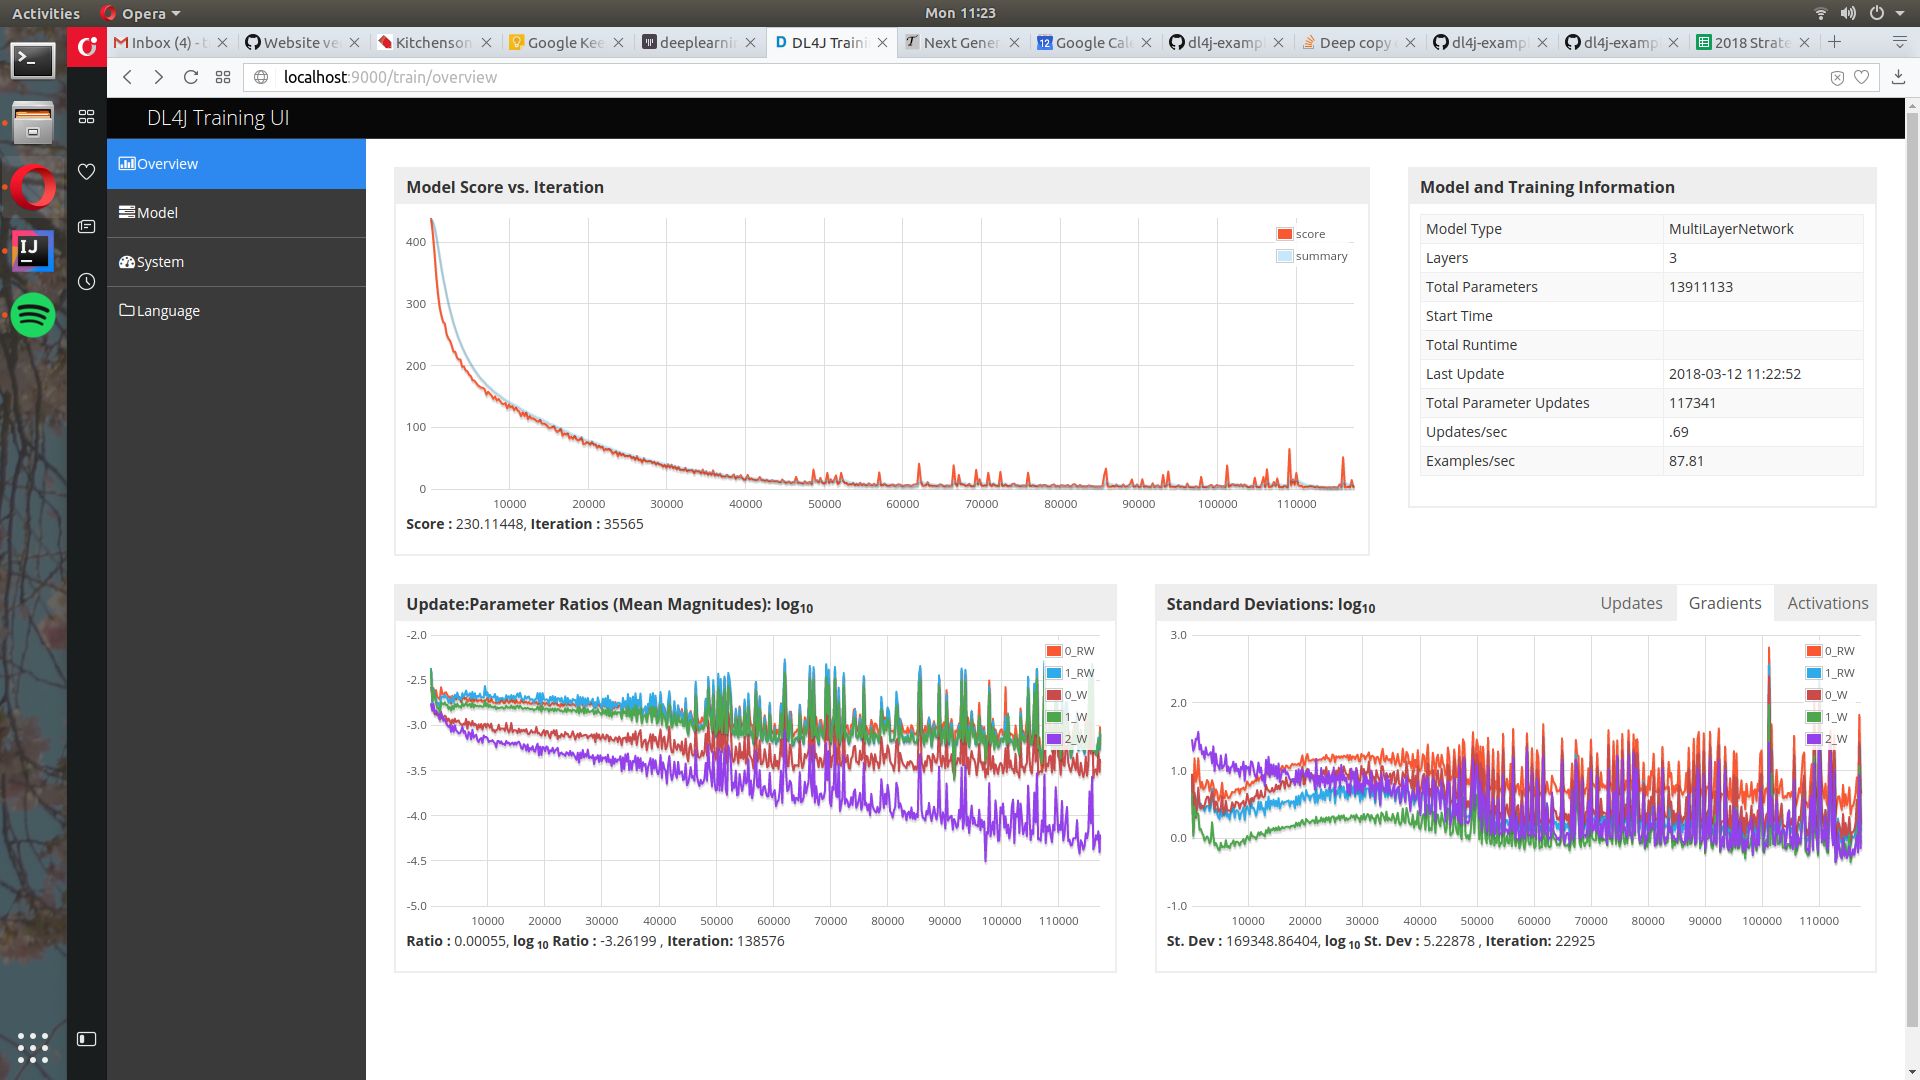 Activities Opera Mon 11:23
Inbox (4) - t Website ve Kitchenson Google Kee deeplearnin DL4J Traini Next Gener Google Cal dl4j-exampl Deep copy dl4j-exampl dl4j-examp 2018 Strate
localhost:9000/train/overview
DL4J Training UI
Overview
Model
System
Language
Model Score vs. Iteration
400
300
200
100
0
score
summary
10000 20000 30000 40000 50000 60000 70000 80000 90000 100000 110000
Score : 230.11448, Iteration : 35565
Model and Training Information
Model Type MultiLayerNetwork
Layers 3
Total Parameters 13911133
Start Time
Total Runtime
Last Update 2018-03-12 11:22:52
Total Parameter Updates 117341
Updates/sec .69
Examples/sec 87.81
Update:Parameter Ratios (Mean Magnitudes): log10
-2.0
-2.5
-3.0
-3.5
-4.0
-4.5
-5.0
0_RW
1_RW
0_W
1_W
2_W
10000 20000 30000 40000 50000 60000 70000 80000 90000 100000 110000
Ratio : 0.00055, log 10 Ratio : -3.26199 , Iteration: 138576
Standard Deviations: log10 Updates Gradients Activations
3.0
2.0
1.0
0.0
-1.0
0_RW
1_RW
0_W
1_W
2_W
10000 20000 30000 40000 50000 60000 70000 80000 90000 100000 110000
St. Dev : 169348.86404, log 10 St. Dev : 5.22878 , Iteration: 22925